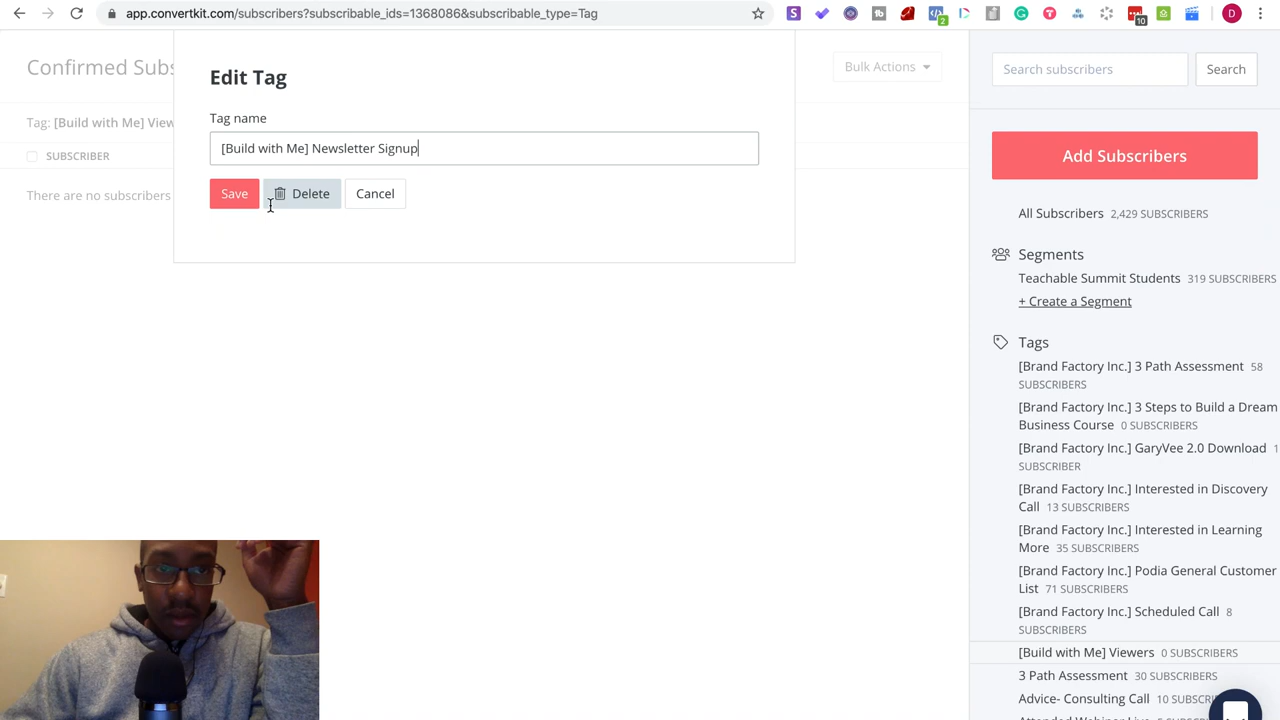 app.convertkit.com/subscribers?subscribable_ids=1368086&subscribable_type=Tag
2
10
D
Confirmed Subs
Bulk Actions
Edit Tag
Tag name
Tag: [Build with Me] View
[Build with Me] Newsletter Signup
SUBSCRIBER
Save
Delete
Cancel
There are no subscribers
Search subscribers
Search
Add Subscribers
All Subscribers 2,429 SUBSCRIBERS
Segments
Teachable Summit Students 319 SUBSCRIBERS
+ Create a Segment
Tags
[Brand Factory Inc.] 3 Path Assessment 58
SUBSCRIBERS
[Brand Factory Inc.] 3 Steps to Build a Dream
Business Course 0 SUBSCRIBERS
[Brand Factory Inc.] GaryVee 2.0 Download 1
SUBSCRIBER
[Brand Factory Inc.] Interested in Discovery
Call 13 SUBSCRIBERS
[Brand Factory Inc.] Interested in Learning
More 35 SUBSCRIBERS
[Brand Factory Inc.] Podia General Customer
List 71 SUBSCRIBERS
[Brand Factory Inc.] Scheduled Call 8
SUBSCRIBERS
[Build with Me] Viewers 0 SUBSCRIBERS
3 Path Assessment 30 SUBSCRIBERS
Advice- Consulting Call 10 SUBSCRI